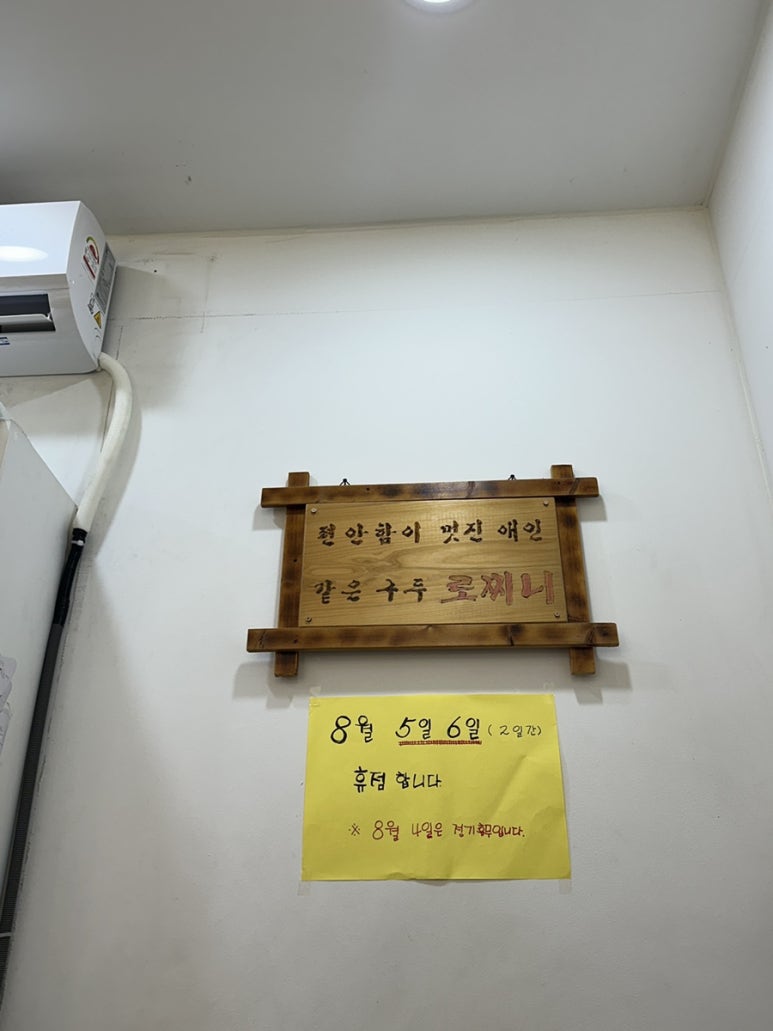 편안함이 멋진 애인
같은 구두 로찌니
8월 5일 6일 (2일간)
휴점 합니다.
※ 8월 4일은 정기휴무입니다.